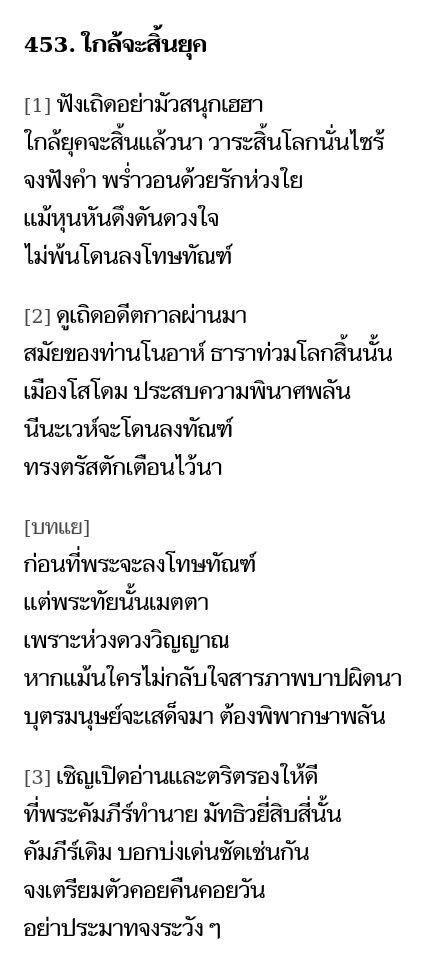 453. ใกล้จะสิ้นยุค
[1] ฟังเถิดอย่ามัวสนุกเฮฮา
ใกล้ยุคจะสิ้นแล้วนา วาระสิ้นโลกนั่นไซร้
จงฟังคำ พร่ำวอนด้วยรักห่วงใย
แม้หุนหันดึงดันดวงใจ
ไม่พ้นโดนลงโทษทัณฑ์
[2] ดูเถิดอดีตกาลผ่านมา
สมัยของท่านโนอาห์ ธาราท่วมโลกสิ้นนั้น
เมืองโสโดม ประสบความพินาศพลัน
นีนะเวห์จะโดนลงทัณฑ์
ทรงตรัสตักเตือนไว้นา
[บทแยก]
ก่อนที่พระจะลงโทษทัณฑ์
แต่พระทัยนั้นเมตตา
เพราะห่วงดวงวิญญาณ
หากแม้นใครไม่กลับใจสารภาพบาปผิดนา
บุตรมนุษย์จะเสด็จมา ต้องพิพากษาพลัน
[3] เชิญเปิดอ่านและตริตรองให้ดี
ที่พระคัมภีร์ทำนาย มัทธิวยี่สิบสี่นั้น
คัมภีร์เดิม บอกบ่งเด่นชัดเช่นกัน
จงเตรียมตัวคอยคืนคอยวัน
อย่าประมาทจงระวัง ๆ